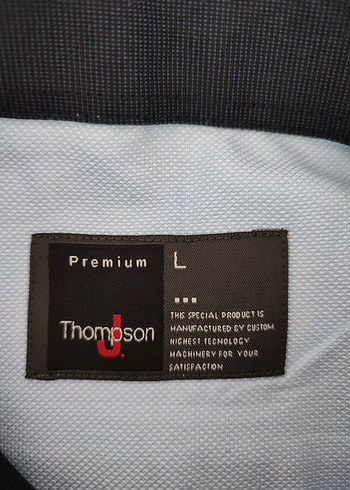 Premium
L
J. Thompson
THIS SPECIAL PRODUCT IS
MANUFACTURED BY CUSTOM
HIGHEST TECNOLOGY
MACHINERY FOR YOUR
SATISFACTION